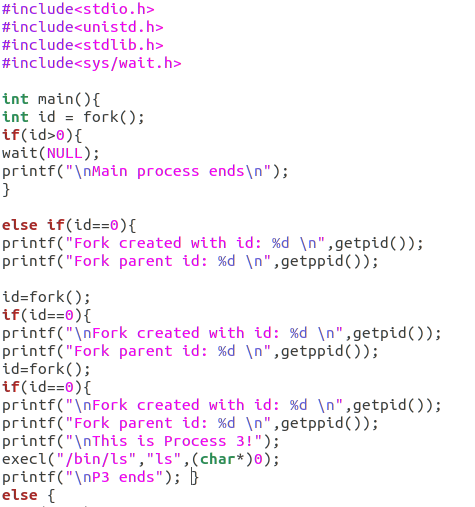 #include<stdio.h>
#include<unistd.h>
#include<stdlib.h>
#include<sys/wait.h>
int main(){
int id = fork();
if(id>0){
wait(NULL);
printf("\nMain process ends\n");
}
else if(id==0){
printf("Fork created with id: %d \n",getpid());
printf("Fork parent id: %d \n",getppid());
id=fork();
if(id==0){
printf("\nFork created with id: %d \n",getpid());
printf("Fork parent id: %d \n",getppid());
id=fork();
if(id==0){
printf("\nFork created with id: %d \n",getpid());
printf("Fork parent id: %d \n",getppid());
printf("\nThis is Process 3!");
execl("/bin/ls","ls",(char*)0);
printf("\nP3 ends"); }
else {